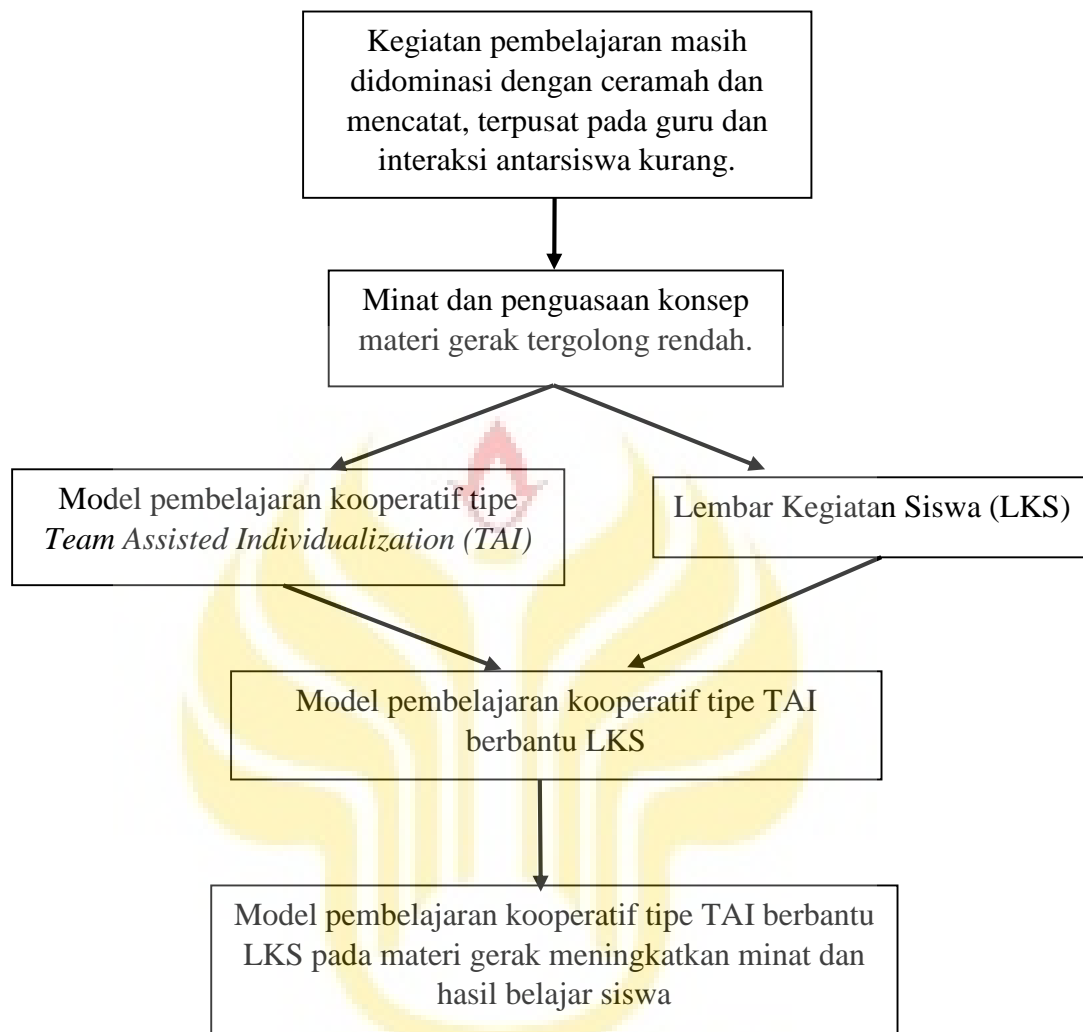 Kegiatan pembelajaran masih
didominasi dengan ceramah dan
mencatat, terpusat pada guru dan
interaksi antarsiswa kurang.
Minat dan penguasaan konsep
materi gerak tergolong rendah.
Model pembelajaran kooperatif tipe
Team Assisted Individualization (TAI)
Lembar Kegiatan Siswa (LKS)
Model pembelajaran kooperatif tipe TAI
berbantu LKS
Model pembelajaran kooperatif tipe TAI berbantu
LKS pada materi gerak meningkatkan minat dan
hasil belajar siswa